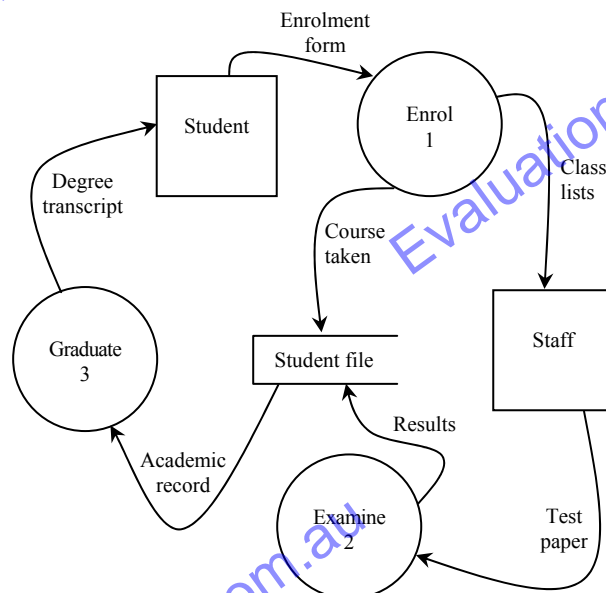 Enrolment
form
Student
Enrol
1
Degree
transcript
Class
lists
Course
taken
Evaluation
Graduate
3
Student file
Staff
Results
Academic
record
Examine
2
Test
paper
om.au